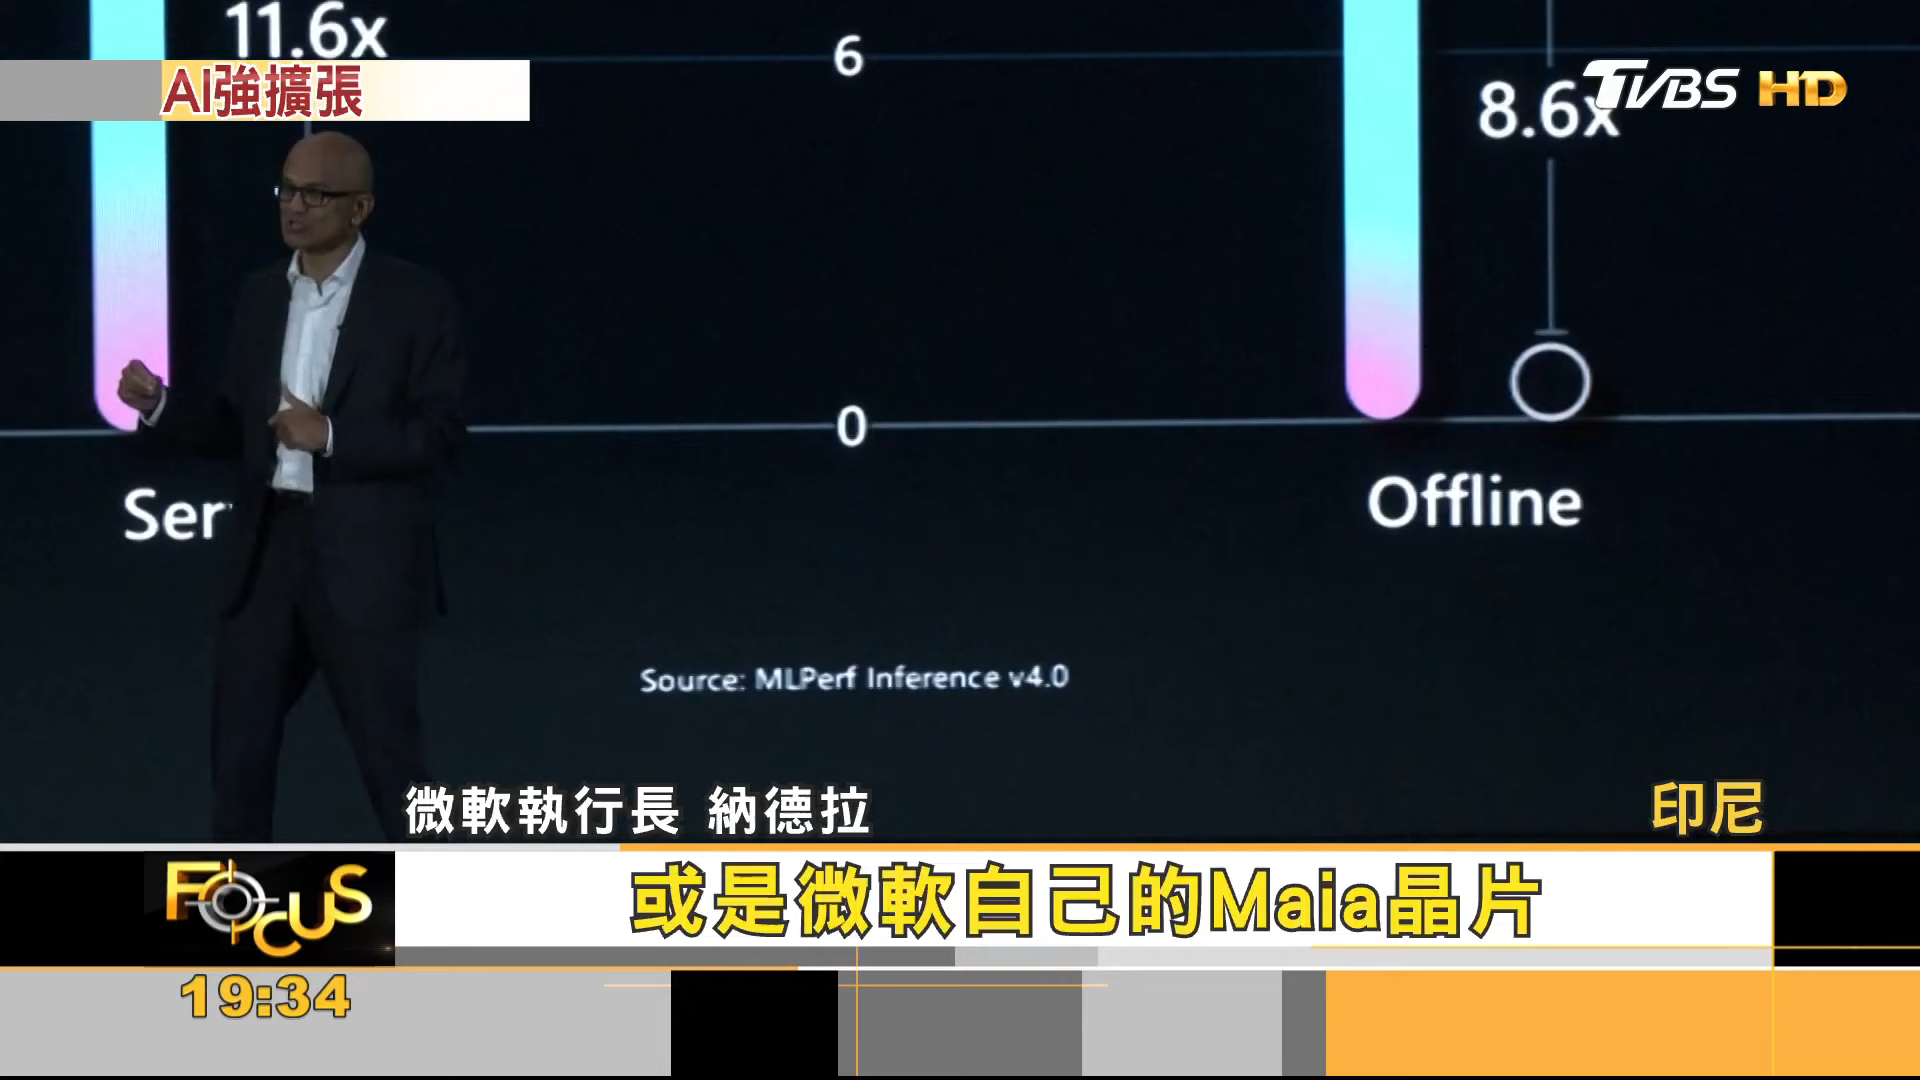 11.6x
6
AI強擴張
TVBS HD
8.6x
0
Ser
Offline
Source: MLPerf Inference v4.0
微軟執行長 納德拉
印尼
FOCUS
或是微軟自己的Maia晶片
19:34